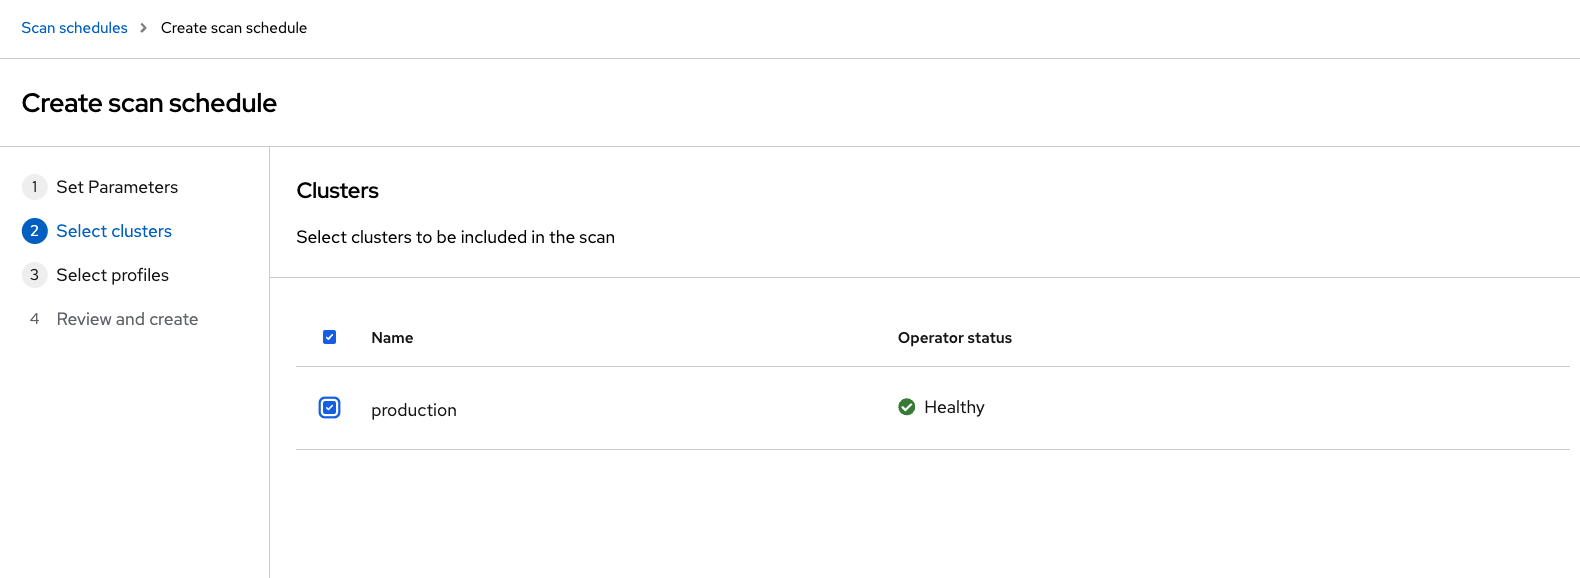 Scan schedules > Create scan schedule
Create scan schedule
1 Set Parameters
2 Select clusters
3 Select profiles
4 Review and create
Clusters
Select clusters to be included in the scan
Name Operator status
production Healthy